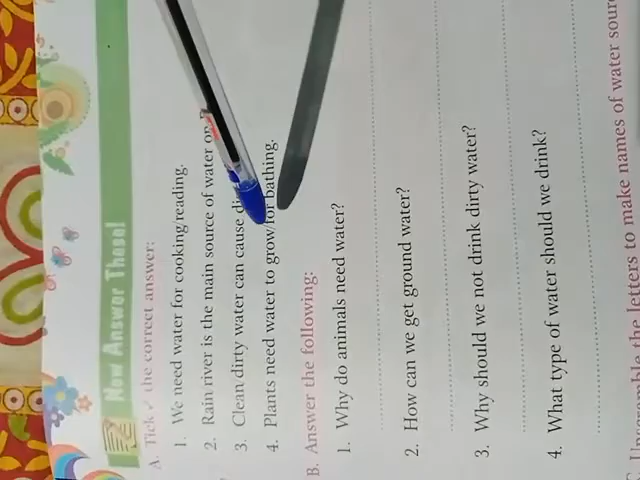 Now Answer These!
A. Tick ✓ the correct answer:
1. We need water for cooking/reading.
2. Rain river is the main source of water on
3. Clean/dirty water can cause
4. Plants need water to grow/for bathing.
B. Answer the following:
1. Why do animals need water?
2. How can we get ground water?
3. Why should we not drink dirty water?
4. What type of water should we drink?
C. Unscramble the letters to make names of water